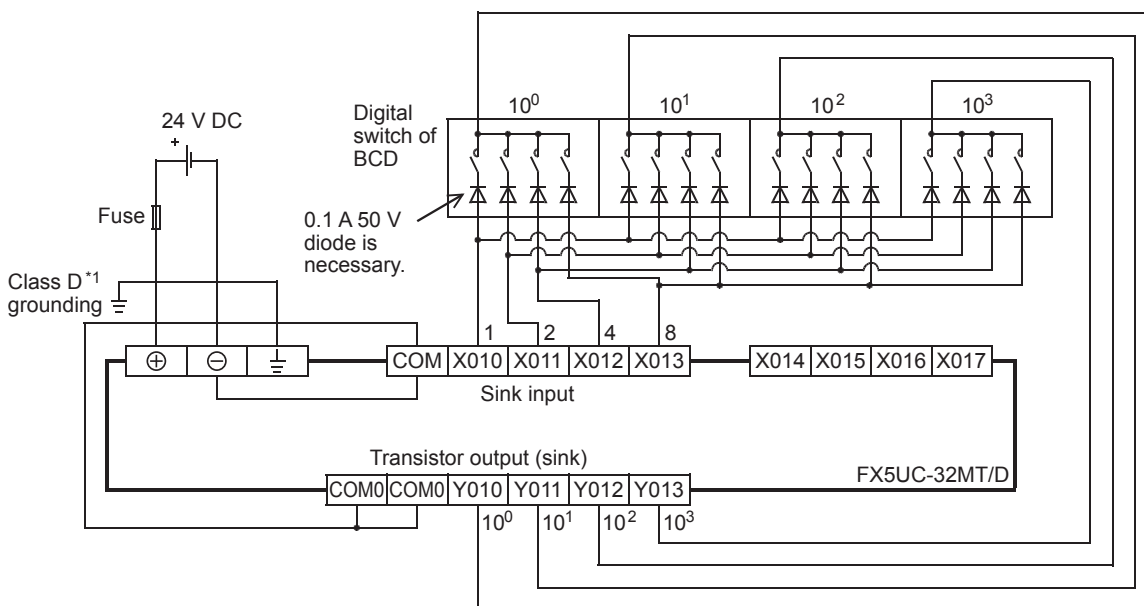 10⁰ 10¹ 10² 10³
Digital
switch of
BCD
24 V DC
+
Fuse
0.1 A 50 V
diode is
necessary.
Class D *1
grounding
1 2 4 8
+ − COM X010 X011 X012 X013 X014 X015 X016 X017
Sink input
Transistor output (sink)
FX5UC-32MT/D
COM0 COM0 Y010 Y011 Y012 Y013
10⁰ 10¹ 10² 10³